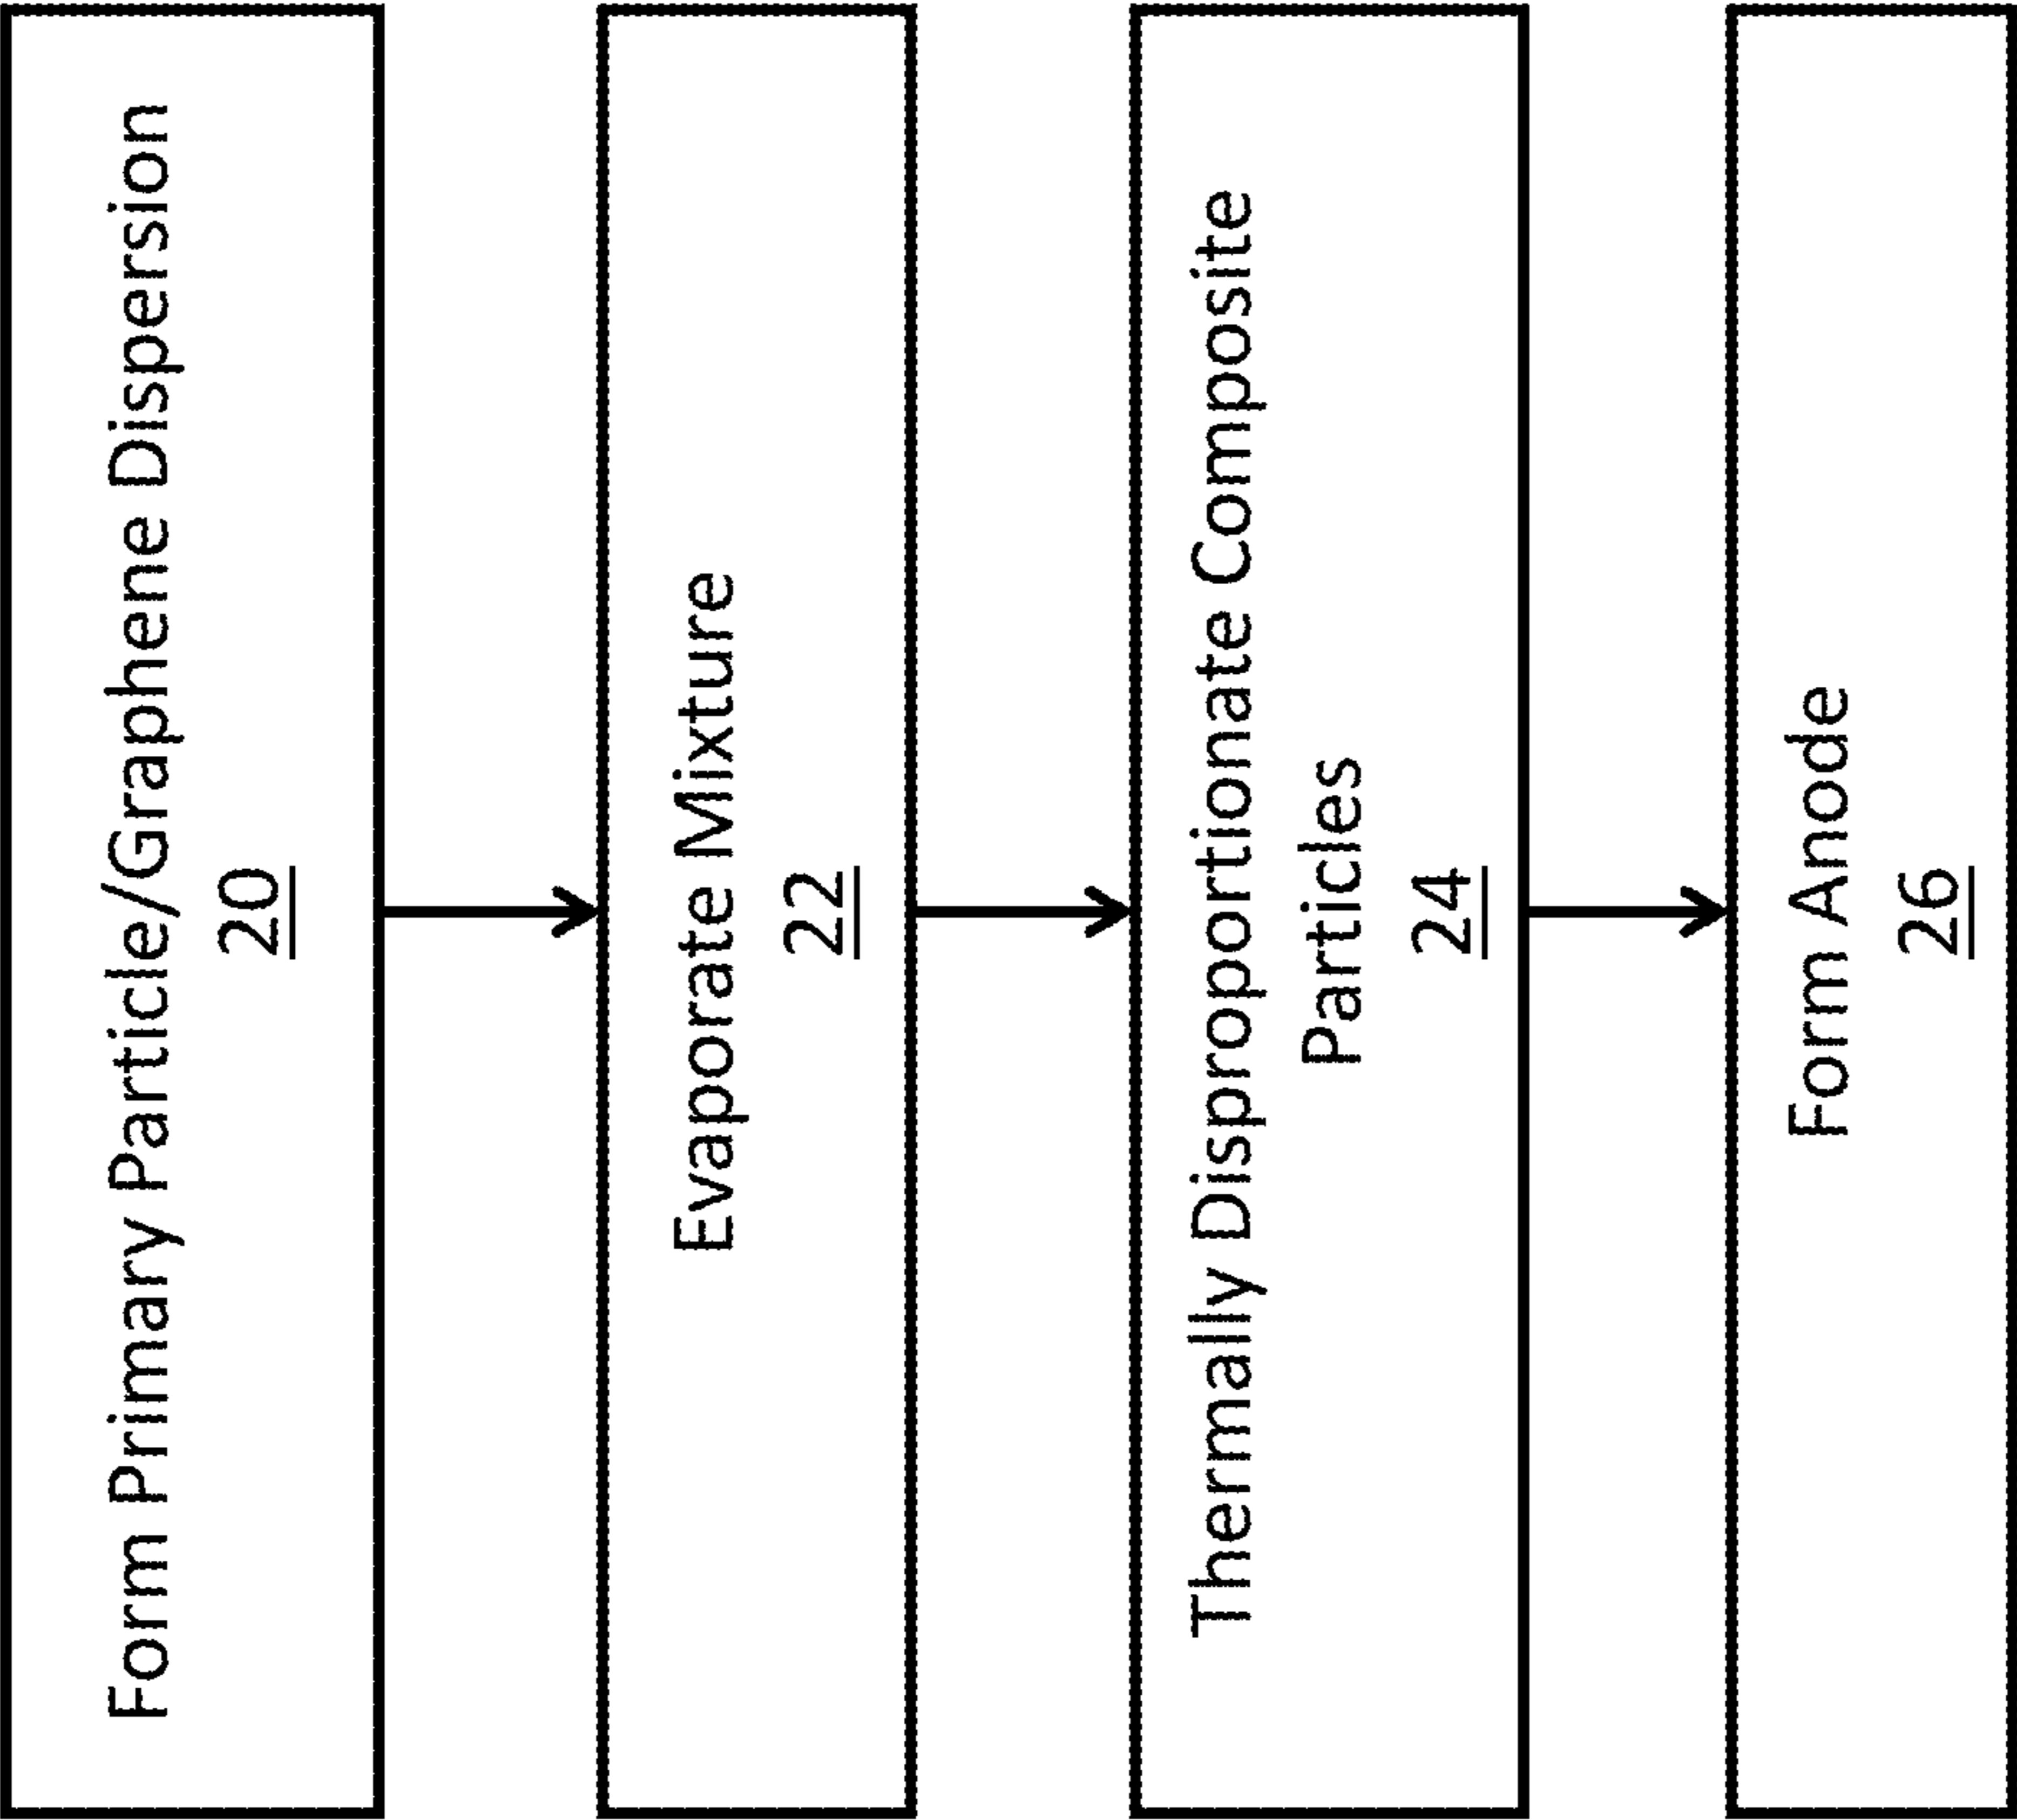 Form Primary Particle/Graphene Dispersion
20
Evaporate Mixture
22
Thermally Disproportionate Composite
Particles
24
Form Anode
26